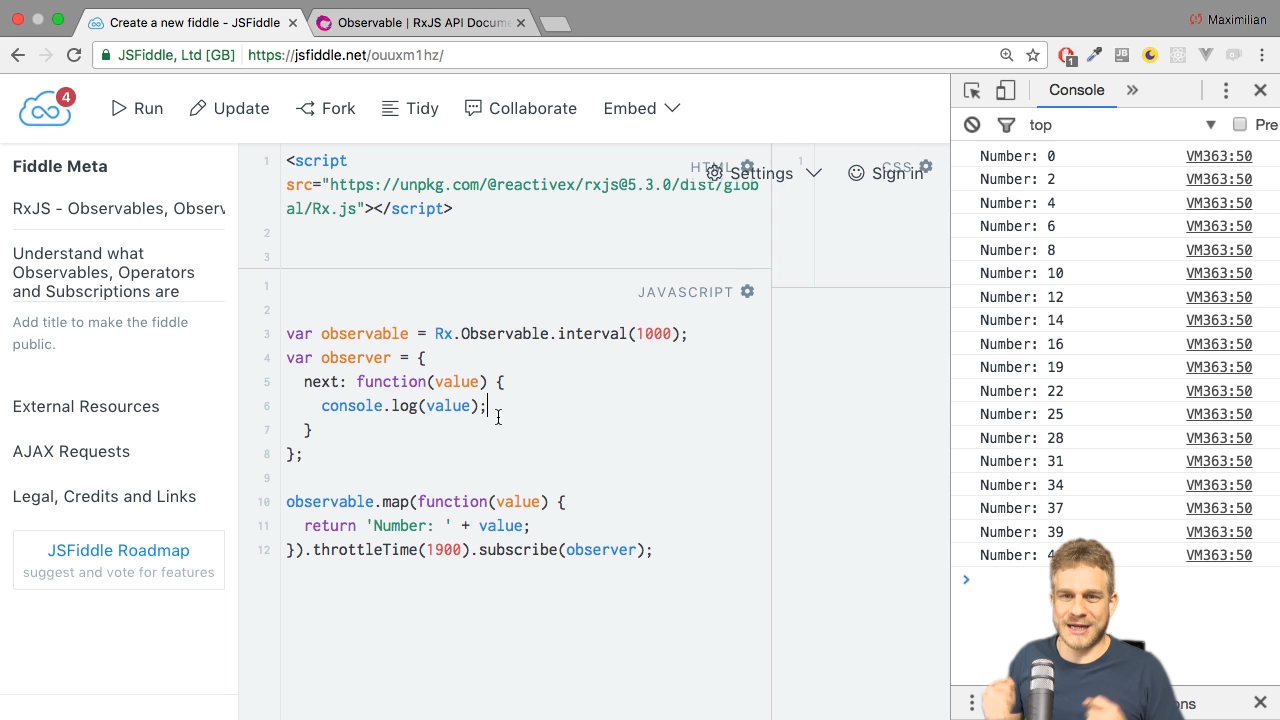 Create a new fiddle - JSFiddle
Observable | RxJS API Docume
Maximilian
JSFiddle, Ltd [GB] https://jsfiddle.net/ouuxm1hz/
1
JB
4
Run
Update
Fork
Tidy
Collaborate
Embed
Settings
Sign in
Fiddle Meta
RxJS - Observables, Observ
Understand what
Observables, Operators
and Subscriptions are
Add title to make the fiddle
public.
External Resources
AJAX Requests
Legal, Credits and Links
JSFiddle Roadmap
suggest and vote for features
HTML
1 <script
src="https://unpkg.com/@reactivex/rxjs@5.3.0/dist/glob
al/Rx.js"></script>
2
3
CSS
1
JAVASCRIPT
1
2
3 var observable = Rx.Observable.interval(1000);
4 var observer = {
5 next: function(value) {
6 console.log(value);
7 }
8 };
9
10 observable.map(function(value) {
11 return 'Number: ' + value;
12 }).throttleTime(1900).subscribe(observer);
Console
top
Pre
Number: 0 VM363:50
Number: 2 VM363:50
Number: 4 VM363:50
Number: 6 VM363:50
Number: 8 VM363:50
Number: 10 VM363:50
Number: 12 VM363:50
Number: 14 VM363:50
Number: 16 VM363:50
Number: 19 VM363:50
Number: 22 VM363:50
Number: 25 VM363:50
Number: 28 VM363:50
Number: 31 VM363:50
Number: 34 VM363:50
Number: 37 VM363:50
Number: 39 VM363:50
Number: 4 VM363:50
ns